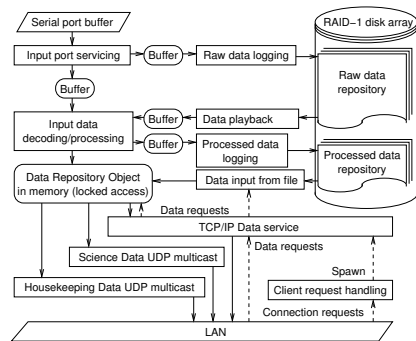 Serial port buffer
RAID-1 disk array
Input port servicing
Buffer
Raw data logging
Raw data
repository
Buffer
Buffer
Data playback
Input data
decoding/processing
Buffer
Processed data
logging
Processed data
repository
Data Repository Object
in memory (locked access)
Data input from file
Data requests
TCP/IP Data service
Data requests
Science Data UDP multicast
Spawn
Housekeeping Data UDP multicast
Client request handling
Connection requests
LAN